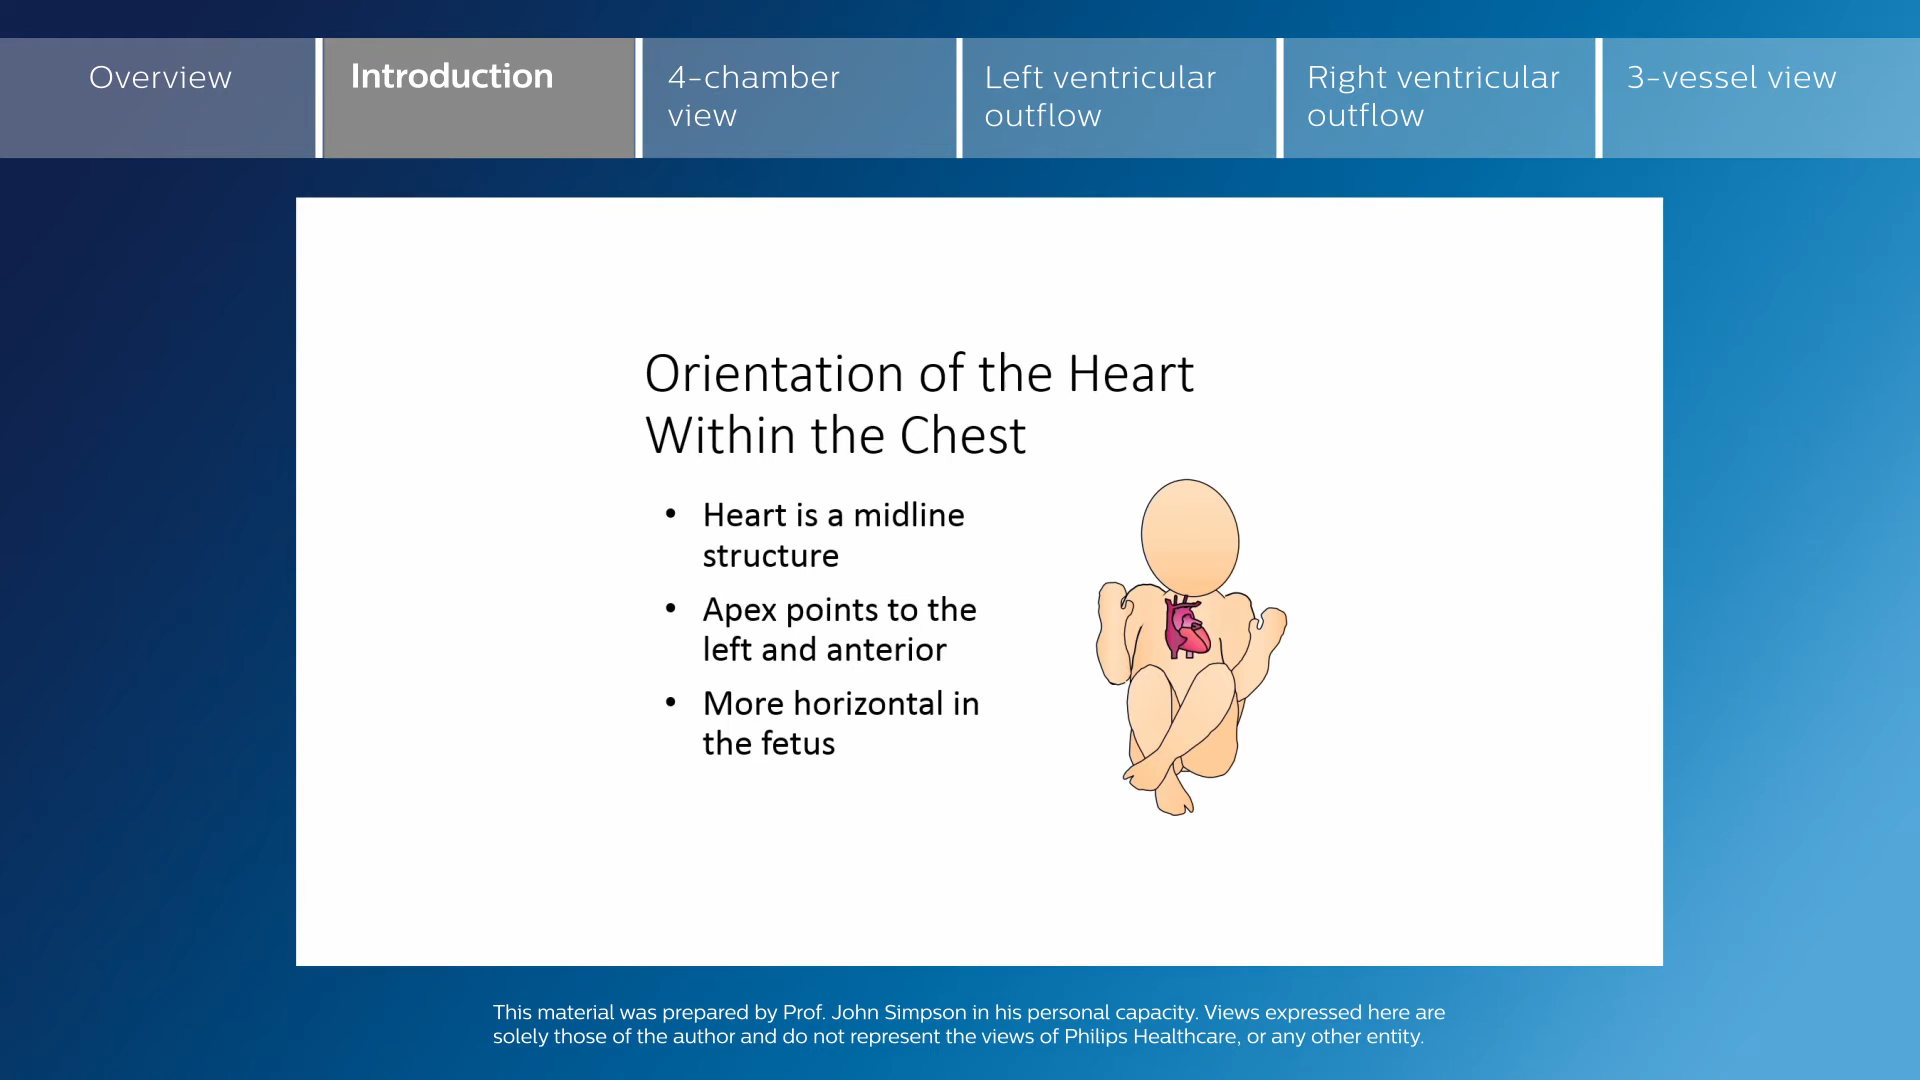 Overview
Introduction
4-chamber
view
Left ventricular
outflow
Right ventricular
outflow
3-vessel view
Orientation of the Heart
Within the Chest
• Heart is a midline
structure
• Apex points to the
left and anterior
• More horizontal in
the fetus
This material was prepared by Prof. John Simpson in his personal capacity. Views expressed here are
solely those of the author and do not represent the views of Philips Healthcare, or any other entity.